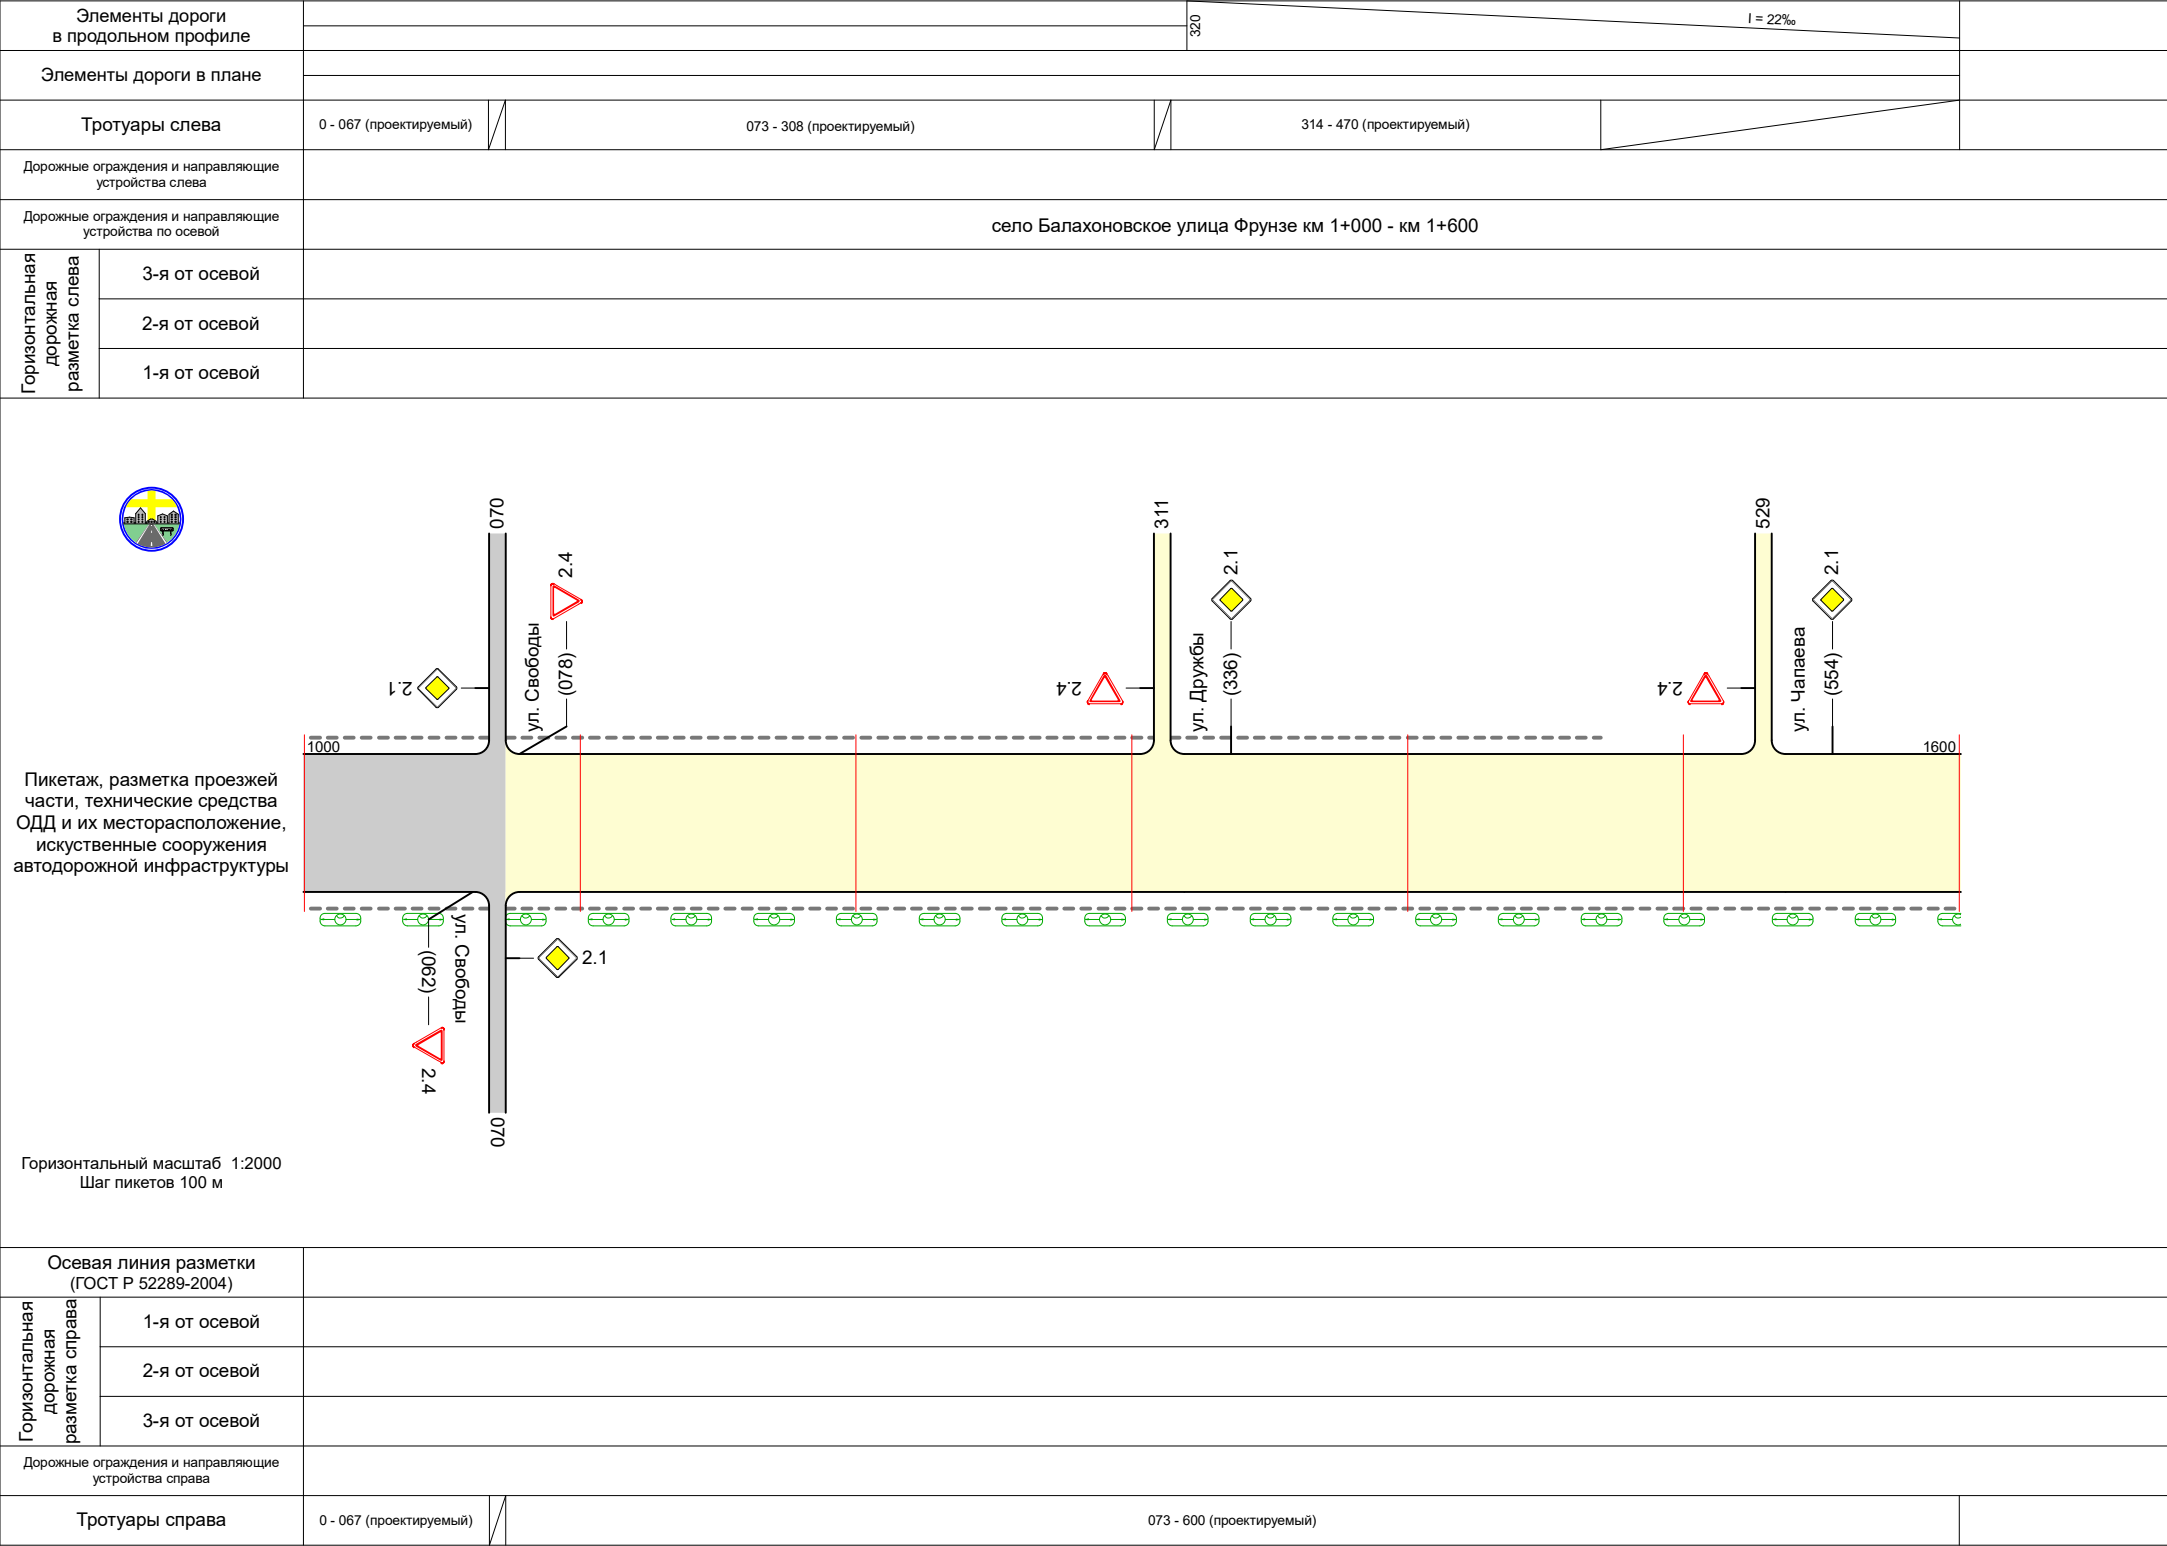 Элементы дороги
в продольном профиле
320
I = 22‰
Элементы дороги в плане
Тротуары слева
0 - 067 (проектируемый)
073 - 308 (проектируемый)
314 - 470 (проектируемый)
Дорожные ограждения и направляющие
устройства слева
Дорожные ограждения и направляющие
устройства по осевой
село Балахоновское улица Фрунзе км 1+000 - км 1+600
Горизонтальная
дорожная
разметка слева
3-я от осевой
2-я от осевой
1-я от осевой
070
311
529
2.4
2.1
2.1
ул. Свободы
(078)
ул. Дружбы
(336)
ул. Чапаева
(554)
2.1
2.4
2.4
1000
1600
Пикетаж, разметка проезжей
части, технические средства
ОДД и их месторасположение,
искуственные сооружения
автодорожной инфраструктуры
ул. Свободы
(062)
2.1
2.4
070
Горизонтальный масштаб 1:2000
Шаг пикетов 100 м
Осевая линия разметки
(ГОСТ Р 52289-2004)
Горизонтальная
дорожная
разметка справа
1-я от осевой
2-я от осевой
3-я от осевой
Дорожные ограждения и направляющие
устройства справа
Тротуары справа
0 - 067 (проектируемый)
073 - 600 (проектируемый)